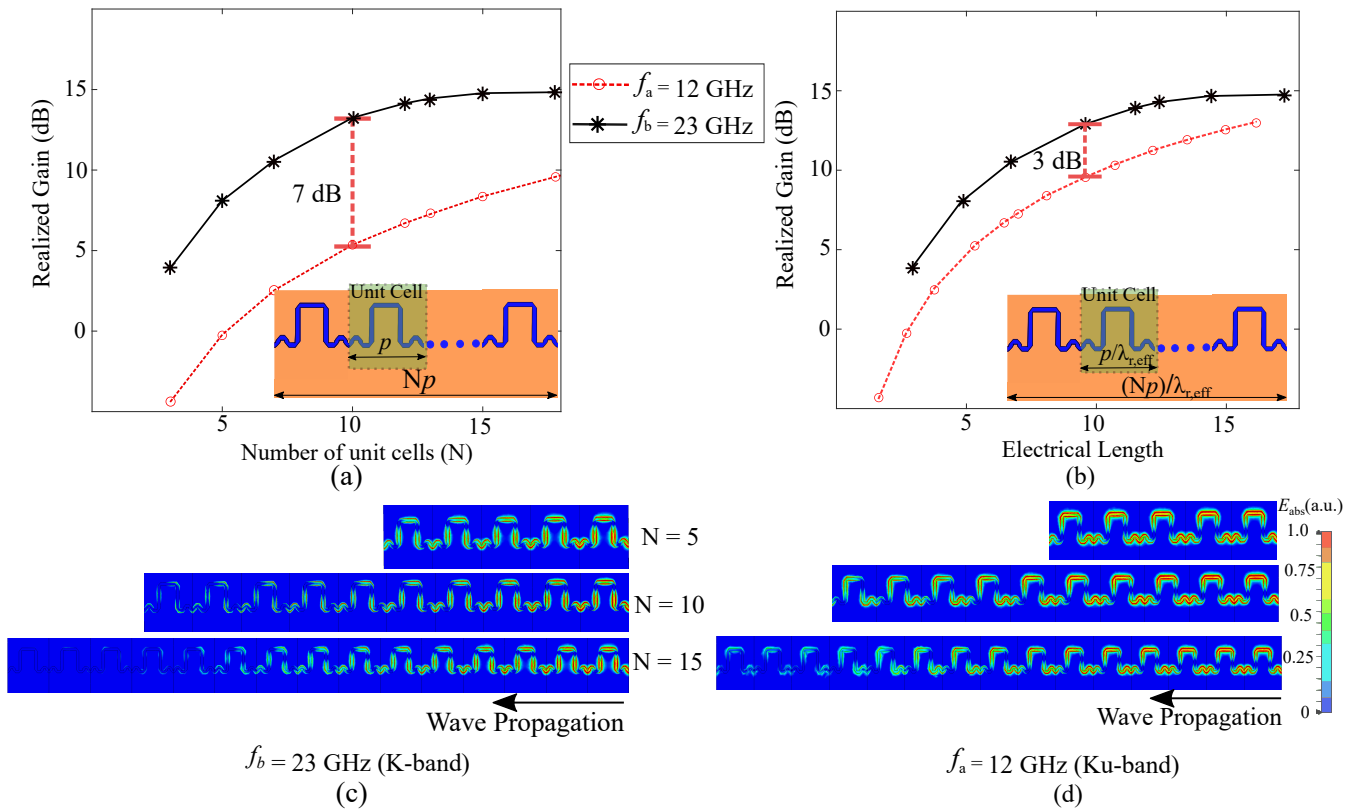 Realized Gain (dB)
15
10
5
0
7 dB
Unit Cell
p
Np
5
10
15
Number of unit cells (N)
(a)
fa = 12 GHz
fb = 23 GHz
Realized Gain (dB)
15
10
5
0
3 dB
Unit Cell
p/λr,eff
(Np)/λr,eff
5
10
15
Electrical Length
(b)
N = 5
N = 10
N = 15
Wave Propagation
fb = 23 GHz (K-band)
(c)
Eabs(a.u.)
1.0
0.75
0.5
0.25
0
Wave Propagation
fa = 12 GHz (Ku-band)
(d)